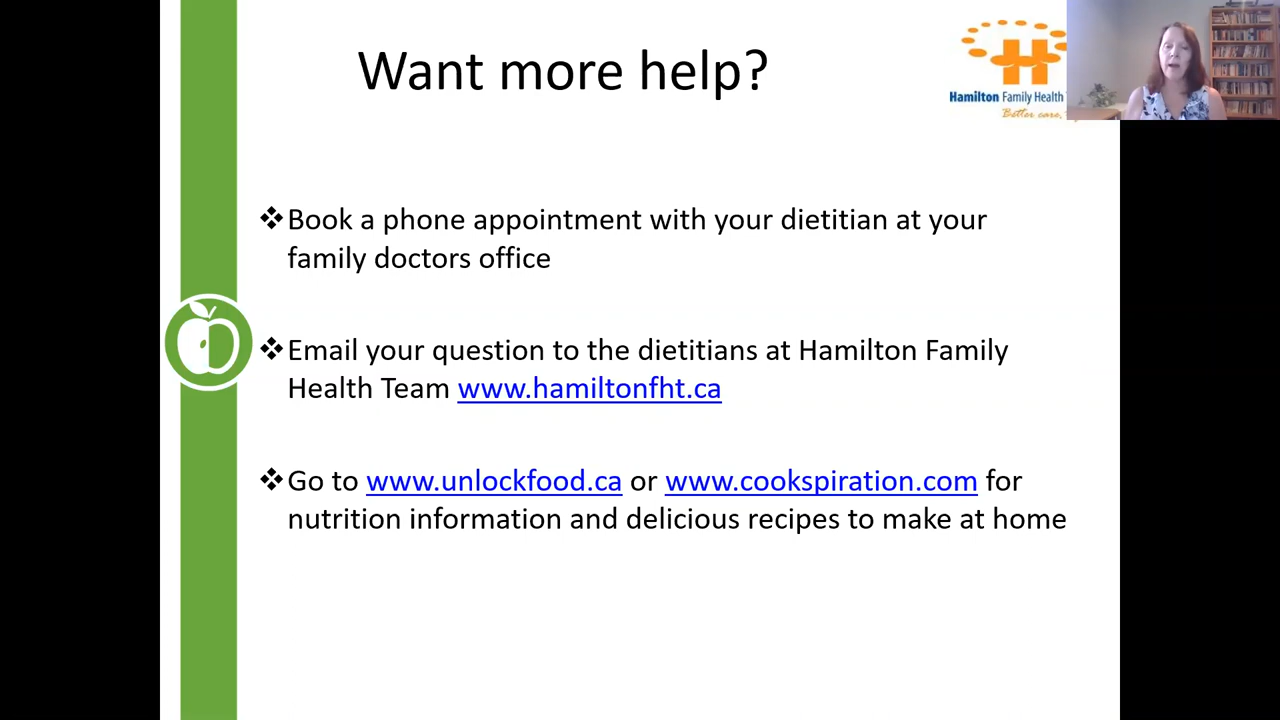 Want more help?
Hamilton Family Health
Better care,
❖Book a phone appointment with your dietitian at your
family doctors office
❖Email your question to the dietitians at Hamilton Family
Health Team www.hamiltonfht.ca
❖Go to www.unlockfood.ca or www.cookspiration.com for
nutrition information and delicious recipes to make at home